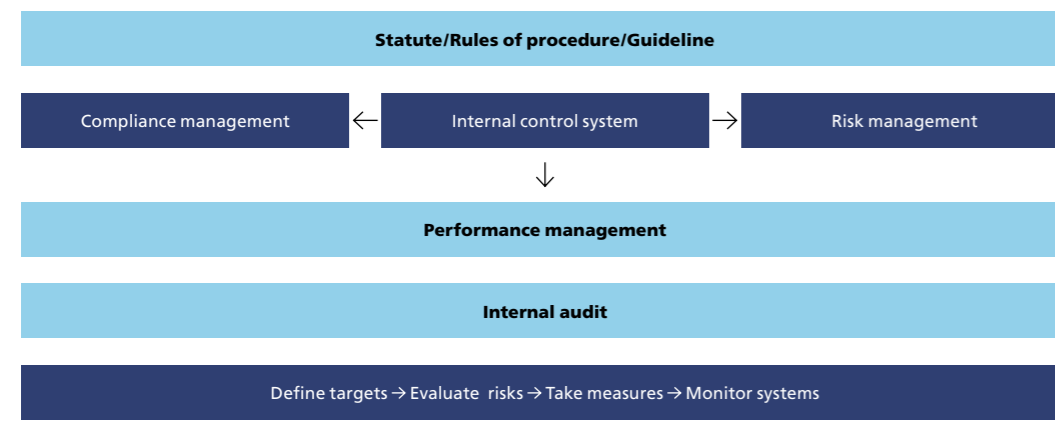 Statute/Rules of procedure/Guideline
Compliance management ← Internal control system → Risk management
↓
Performance management
Internal audit
Define targets → Evaluate risks → Take measures → Monitor systems